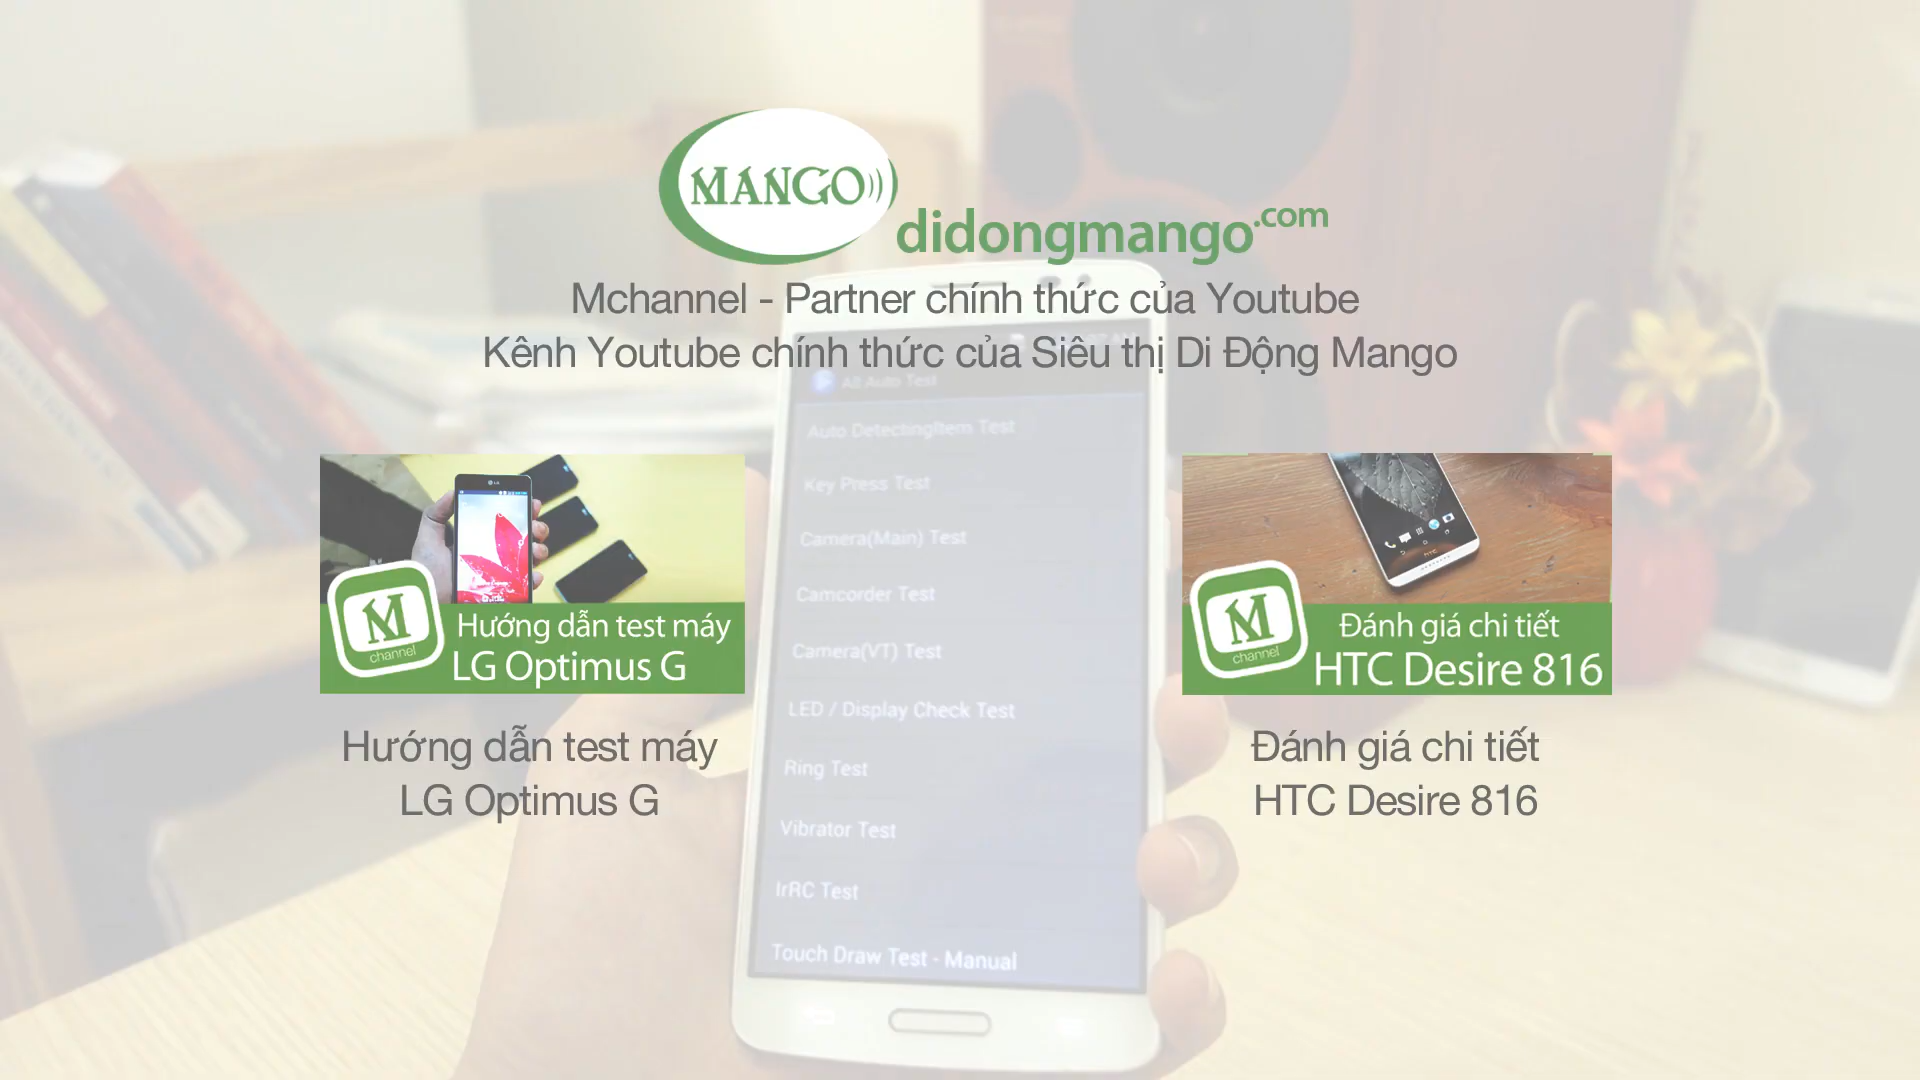 MANGO
didongmango.com
Mchannel - Partner chính thức của Youtube
Kênh Youtube chính thức của Siêu thị Di Động Mango
All Auto Test
Auto DetectingItem Test
Key Press Test
Camera(Main) Test
Camcorder Test
Camera(VT) Test
LED / Display Check Test
Ring Test
Vibrator Test
IrRC Test
Touch Draw Test - Manual
LG
M
channel
Hướng dẫn test máy
LG Optimus G
Hướng dẫn test máy
LG Optimus G
hTC
M
channel
Đánh giá chi tiết
HTC Desire 816
Đánh giá chi tiết
HTC Desire 816